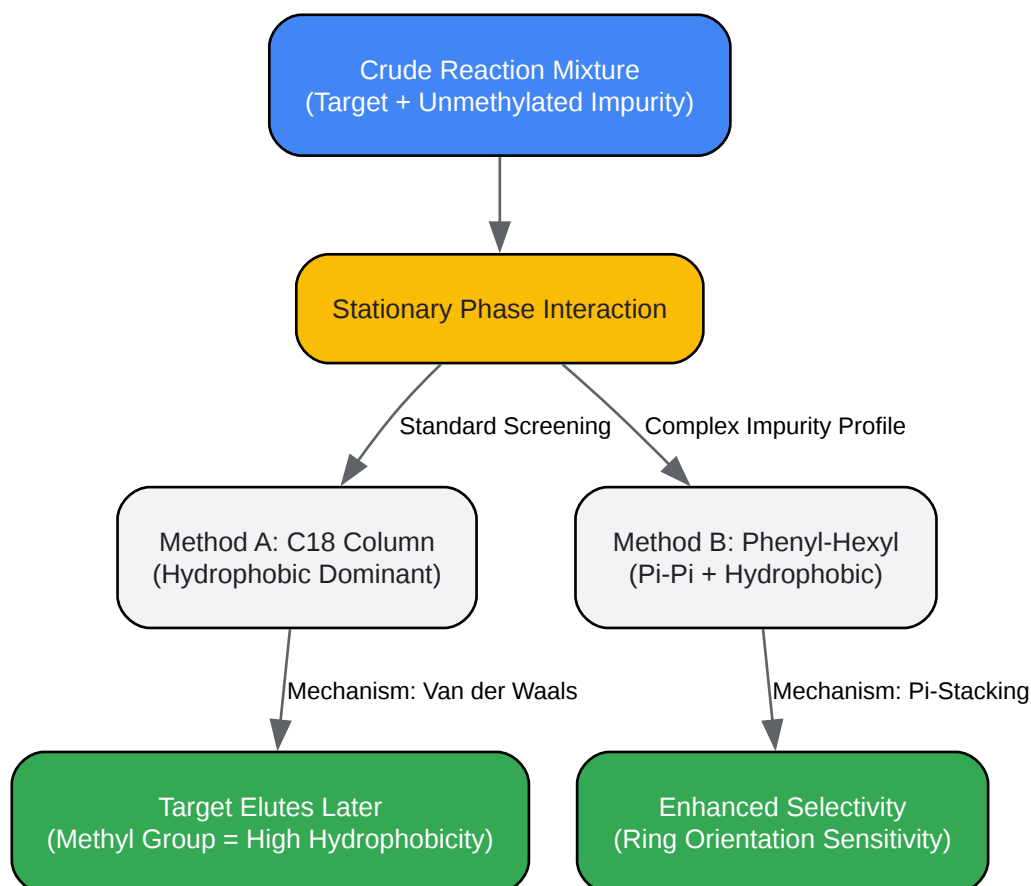 Crude Reaction Mixture
(Target + Unmethylated Impurity)
Stationary Phase Interaction
Standard Screening
Complex Impurity Profile
Method A: C18 Column
(Hydrophobic Dominant)
Method B: Phenyl-Hexyl
(Pi-Pi + Hydrophobic)
Mechanism: Van der Waals
Mechanism: Pi-Stacking
Target Elutes Later
(Methyl Group = High Hydrophobicity)
Enhanced Selectivity
(Ring Orientation Sensitivity)